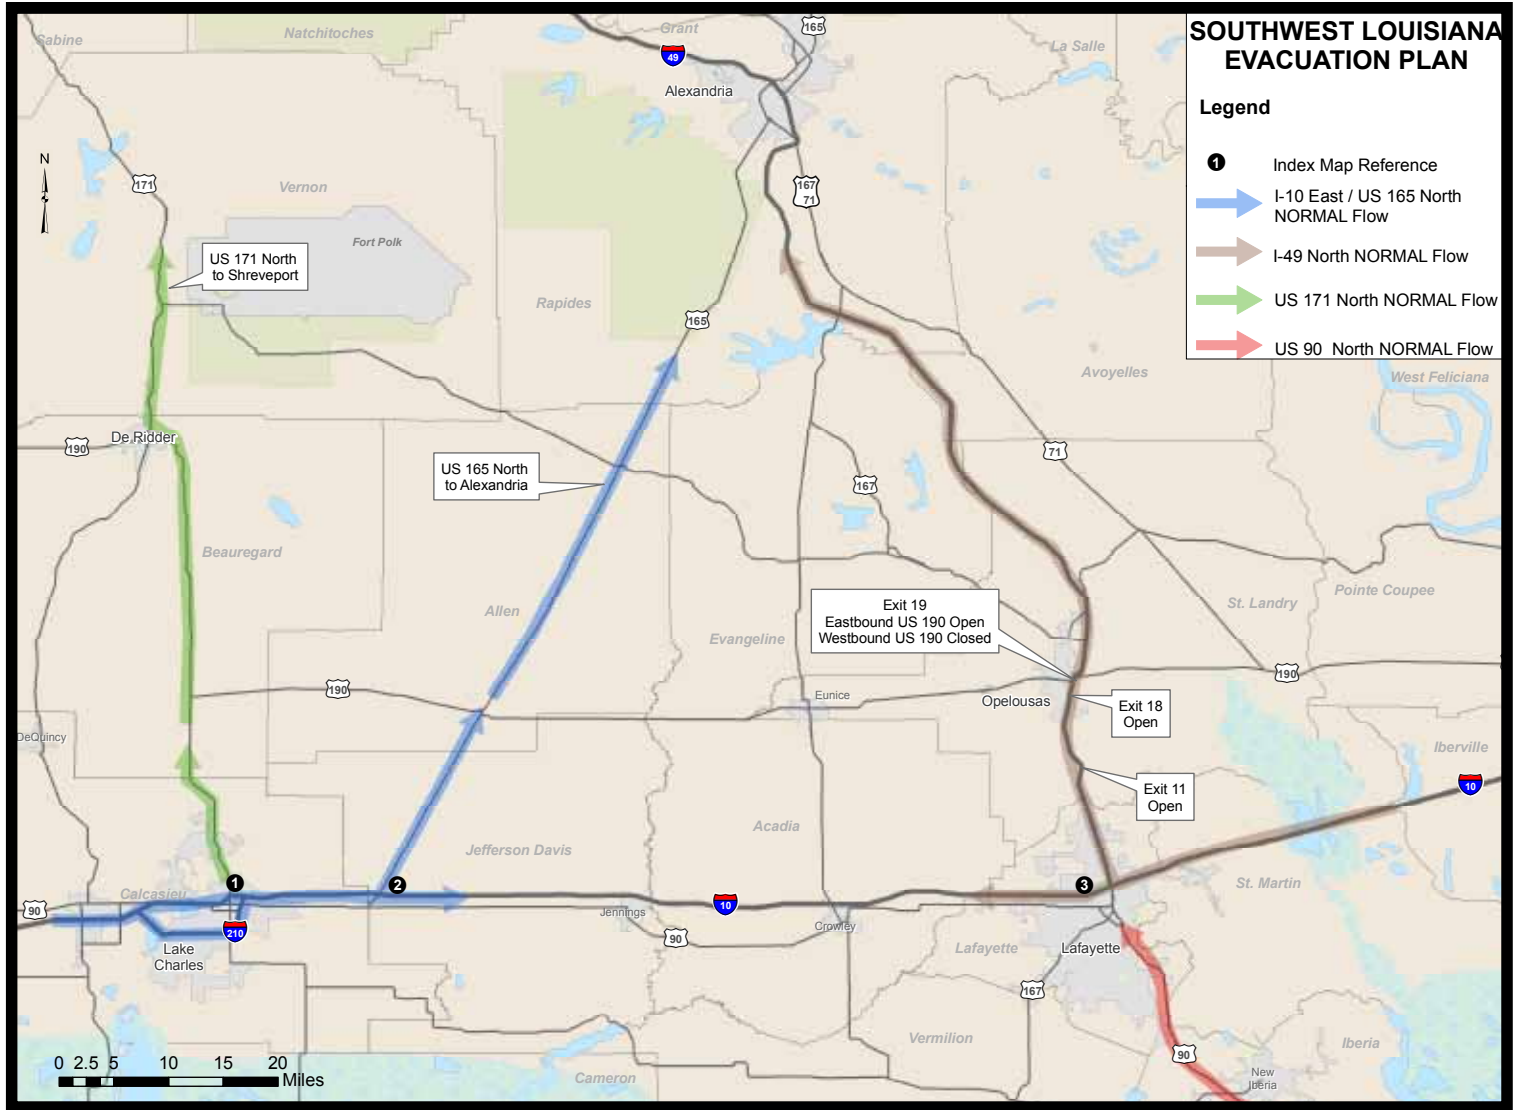 SOUTHWEST LOUISIANA
EVACUATION PLAN
Legend
1
Index Map Reference
I-10 East / US 165 North
NORMAL Flow
I-49 North NORMAL Flow
US 171 North NORMAL Flow
US 90 North NORMAL Flow
Sabine
Natchitoches
Grant
165
La Salle
49
Alexandria
N
171
Vernon
167
71
Fort Polk
US 171 North
to Shreveport
Rapides
165
Avoyelles
West Feliciana
190
De Ridder
US 165 North
to Alexandria
71
167
Beauregard
Allen
Evangeline
Exit 19
Eastbound US 190 Open
Westbound US 190 Closed
St. Landry
Pointe Coupee
190
190
Eunice
Opelousas
Exit 18
Open
DeQuincy
Iberville
10
Exit 11
Open
Acadia
Jefferson Davis
Calcasieu
1
2
3
St. Martin
90
210
Jennings
10
Crowley
90
Lake
Charles
Lafayette
Lafayette
167
Vermilion
90
Iberia
New
Iberia
Cameron
0 2.5 5 10 15 20
Miles